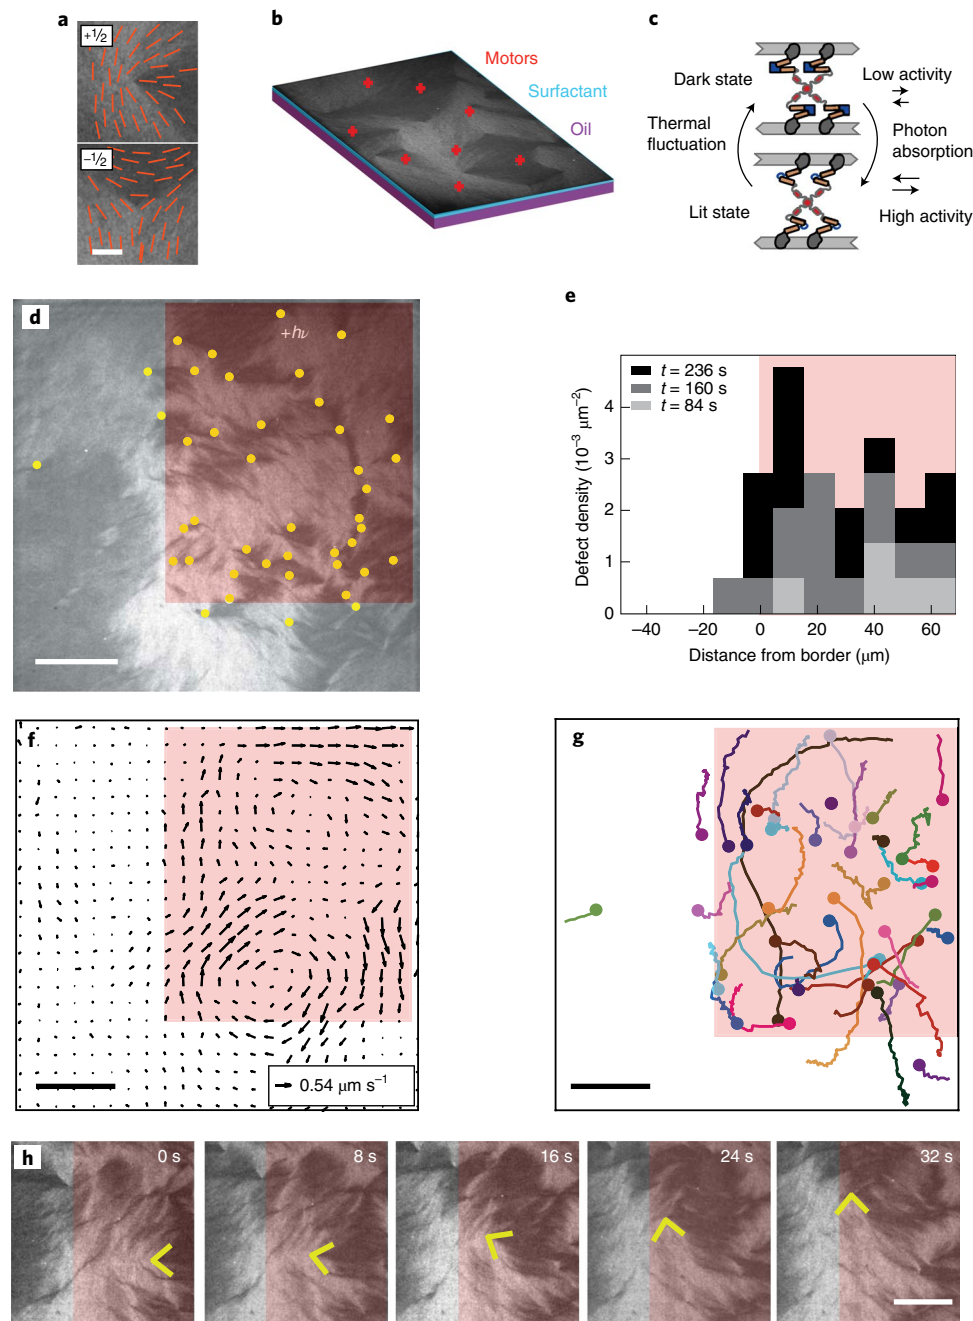 a
+1/2
−1/2
b
Motors
Surfactant
Oil
c
Dark state
Low activity
Thermal
fluctuation
Photon
absorption
Lit state
High activity
d
+hν
e
t = 236 s
t = 160 s
t = 84 s
Defect density (10⁻³ μm⁻²)
4
3
2
1
0
−40
−20
0
20
40
60
Distance from border (μm)
f
0.54 μm s⁻¹
g
h
0 s
8 s
16 s
24 s
32 s